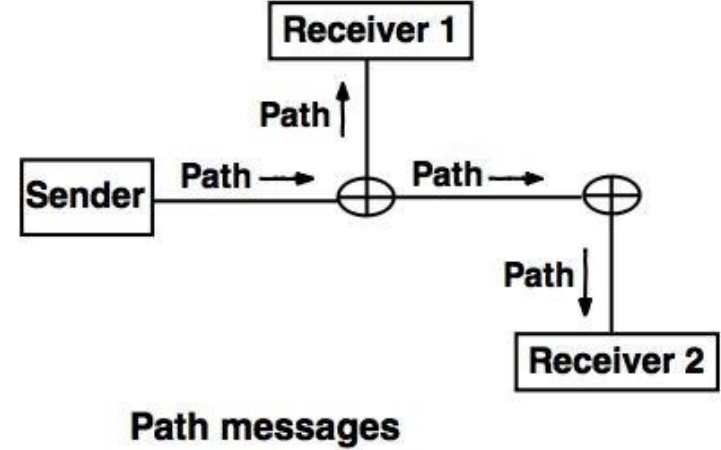 Receiver 1
Path
Path
Path
Sender
Path
Receiver 2
Path messages